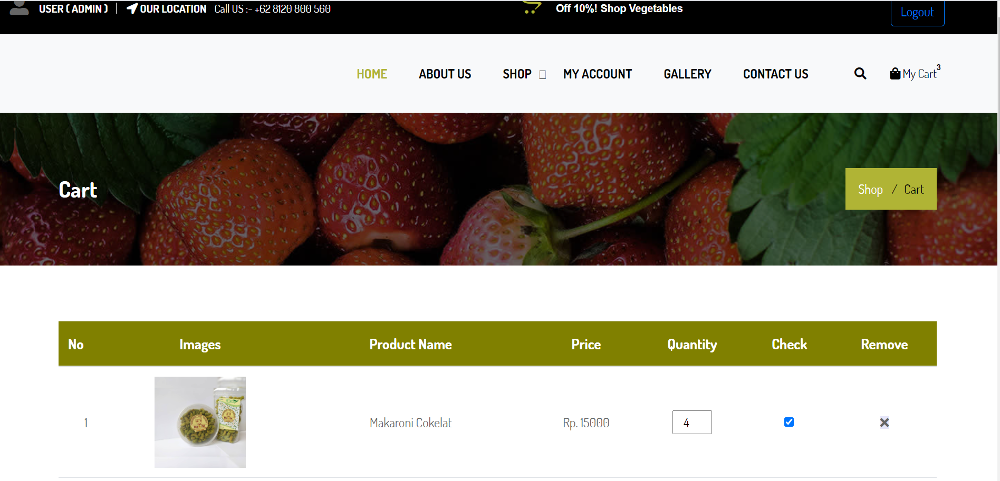 USER ( ADMIN ) OUR LOCATION Call US :- +62 8120 800 560 Off 10%! Shop Vegetables Logout
HOME ABOUT US SHOP MY ACCOUNT GALLERY CONTACT US My Cart 3
Cart Shop / Cart
No Images Product Name Price Quantity Check Remove
1 Makaroni Cokelat Rp. 15000 4